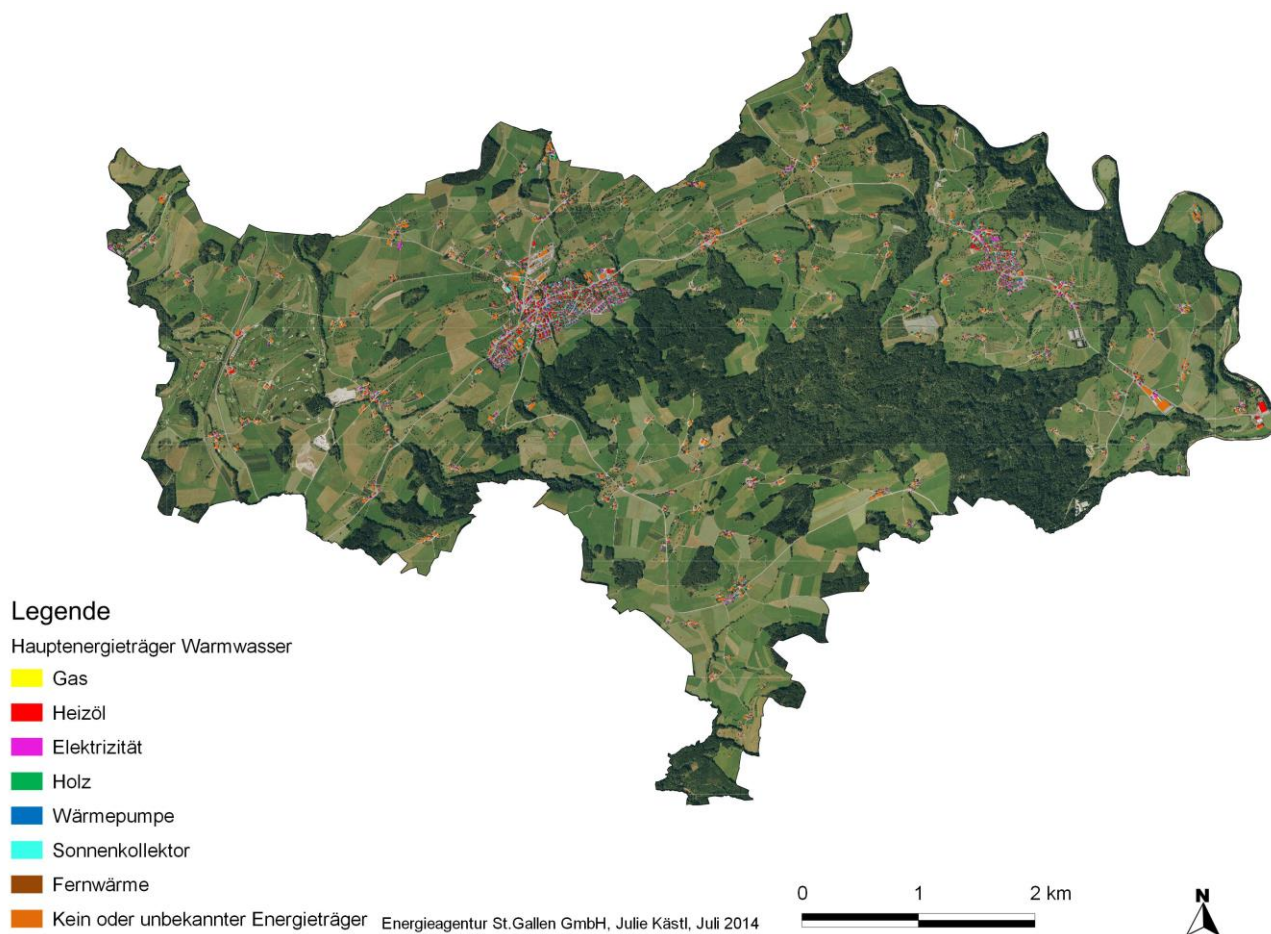 Legende
Hauptenergieträger Warmwasser
Gas
Heizöl
Elektrizität
Holz
Wärmepumpe
Sonnenkollektor
Fernwärme
Kein oder unbekannter Energieträger
Energieagentur St.Gallen GmbH, Julie Kästl, Juli 2014
0 1 2 km
N